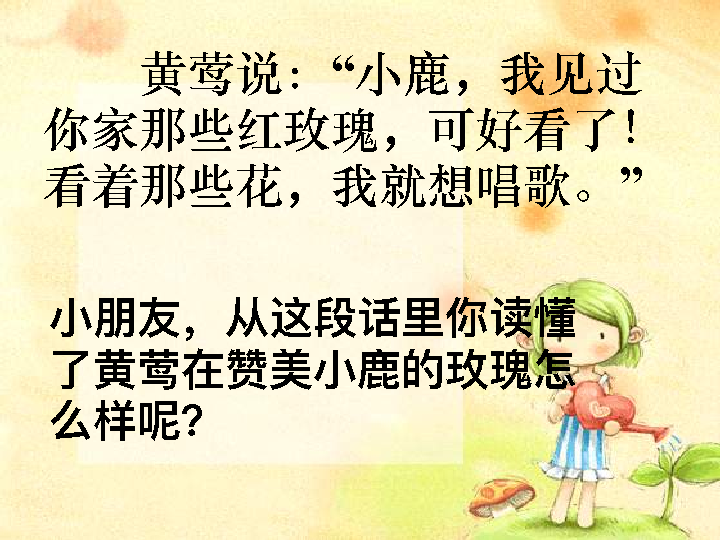 黄莺说：“小鹿，我见过
你家那些红玫瑰，可好看了！
看着那些花，我就想唱歌。”
小朋友，从这段话里你读懂
了黄莺在赞美小鹿的玫瑰怎
么样呢？